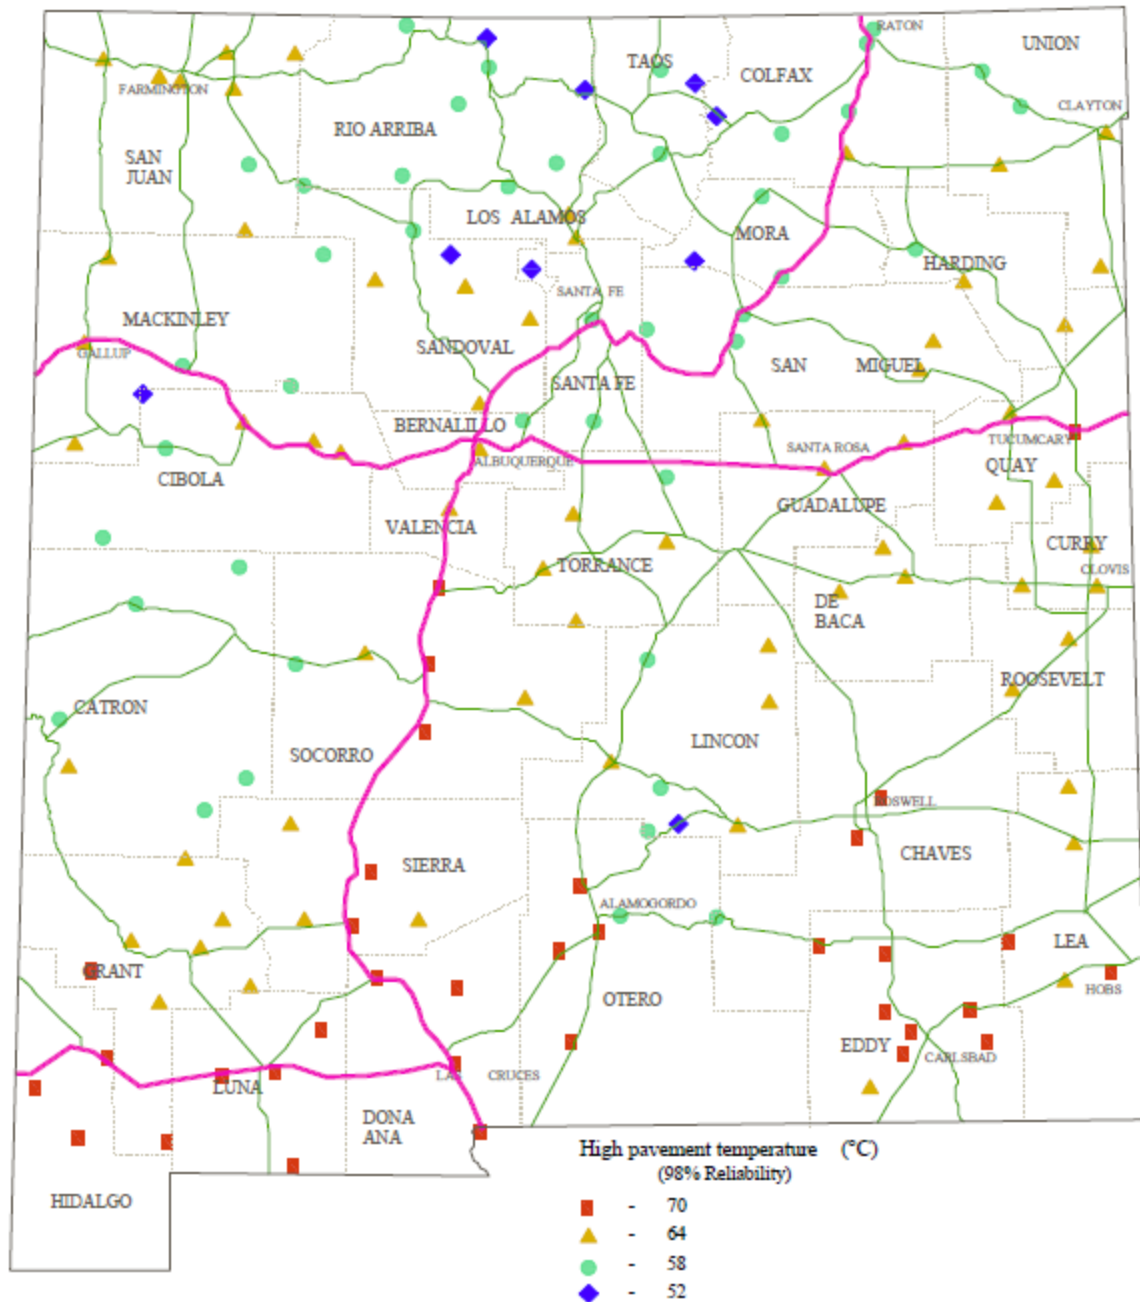 RATON
UNION
TAOS
COLFAX
FARMINGTON
CLAYTON
RIO ARRIBA
SAN
JUAN
LOS ALAMOS
MORA
HARDING
SANTA FE
MACKINLEY
GALLUP
SANDOVAL
SAN MIGUEL
SANTA FE
BERNALILLO
ALBUQUERQUE
SANTA ROSA
TUCUMCARY
QUAY
CIBOLA
GUADALUPE
VALENCIA
CURRY
TORRANCE
CLOVIS
DE
BACA
ROOSEVELT
CATRON
LINCON
SOCORRO
ROSWELL
CHAVES
SIERRA
ALAMOGORDO
LEA
GRANT
HOBS
OTERO
EDDY
CARLSBAD
LAS CRUCES
LUNA
DONA
ANA
HIDALGO
High pavement temperature (°C)
(98% Reliability)
- 70
- 64
- 58
- 52